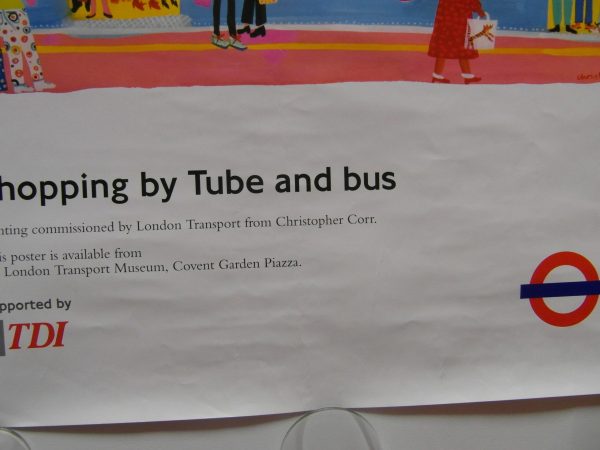 hopping by Tube and bus
nting commissioned by London Transport from Christopher Corr.
is poster is available from
London Transport Museum, Covent Garden Piazza.
pported by
TDI